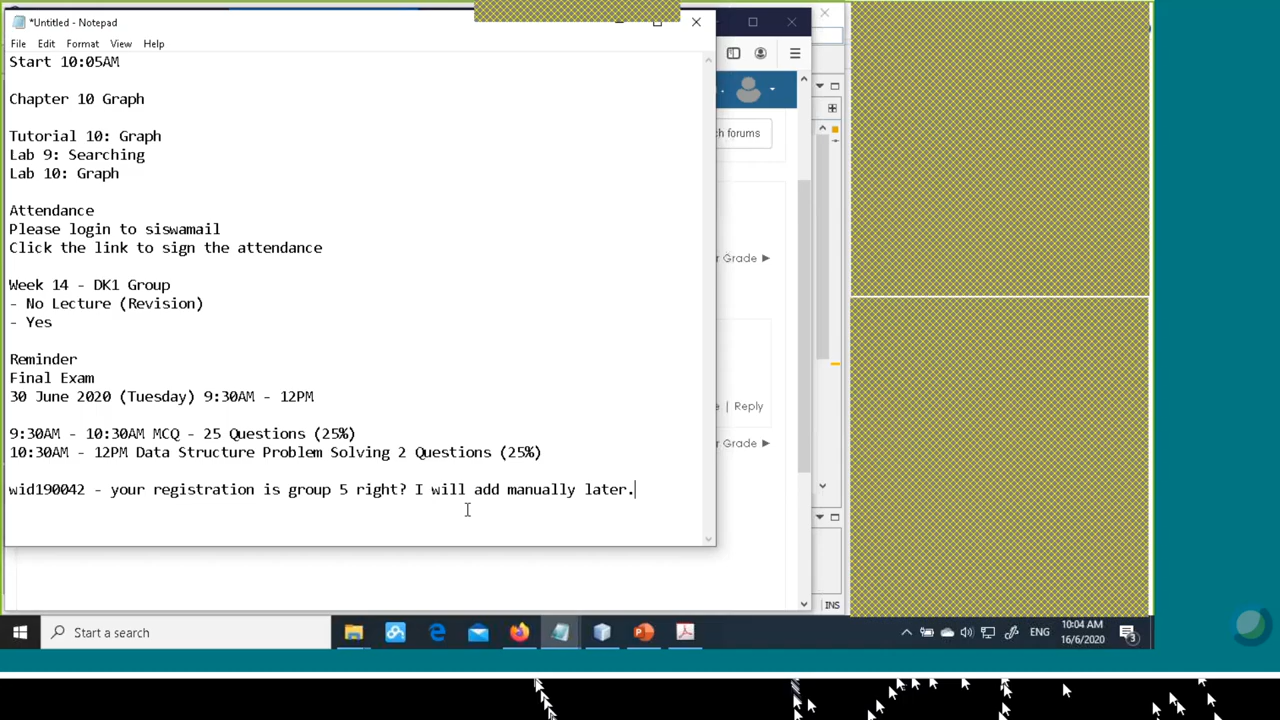 *Untitled - Notepad
File Edit Format View Help
Start 10:05AM
Chapter 10 Graph
Tutorial 10: Graph
Lab 9: Searching
Lab 10: Graph
Attendance
Please login to siswamail
Click the link to sign the attendance
Week 14 - DK1 Group
- No Lecture (Revision)
- Yes
Reminder
Final Exam
30 June 2020 (Tuesday) 9:30AM - 12PM
9:30AM - 10:30AM MCQ - 25 Questions (25%)
10:30AM - 12PM Data Structure Problem Solving 2 Questions (25%)
wid190042 - your registration is group 5 right? I will add manually later.
ch forums
r Grade ▶
e | Reply
r Grade ▶
INS
Start a search
ENG
10:04 AM
16/6/2020
3